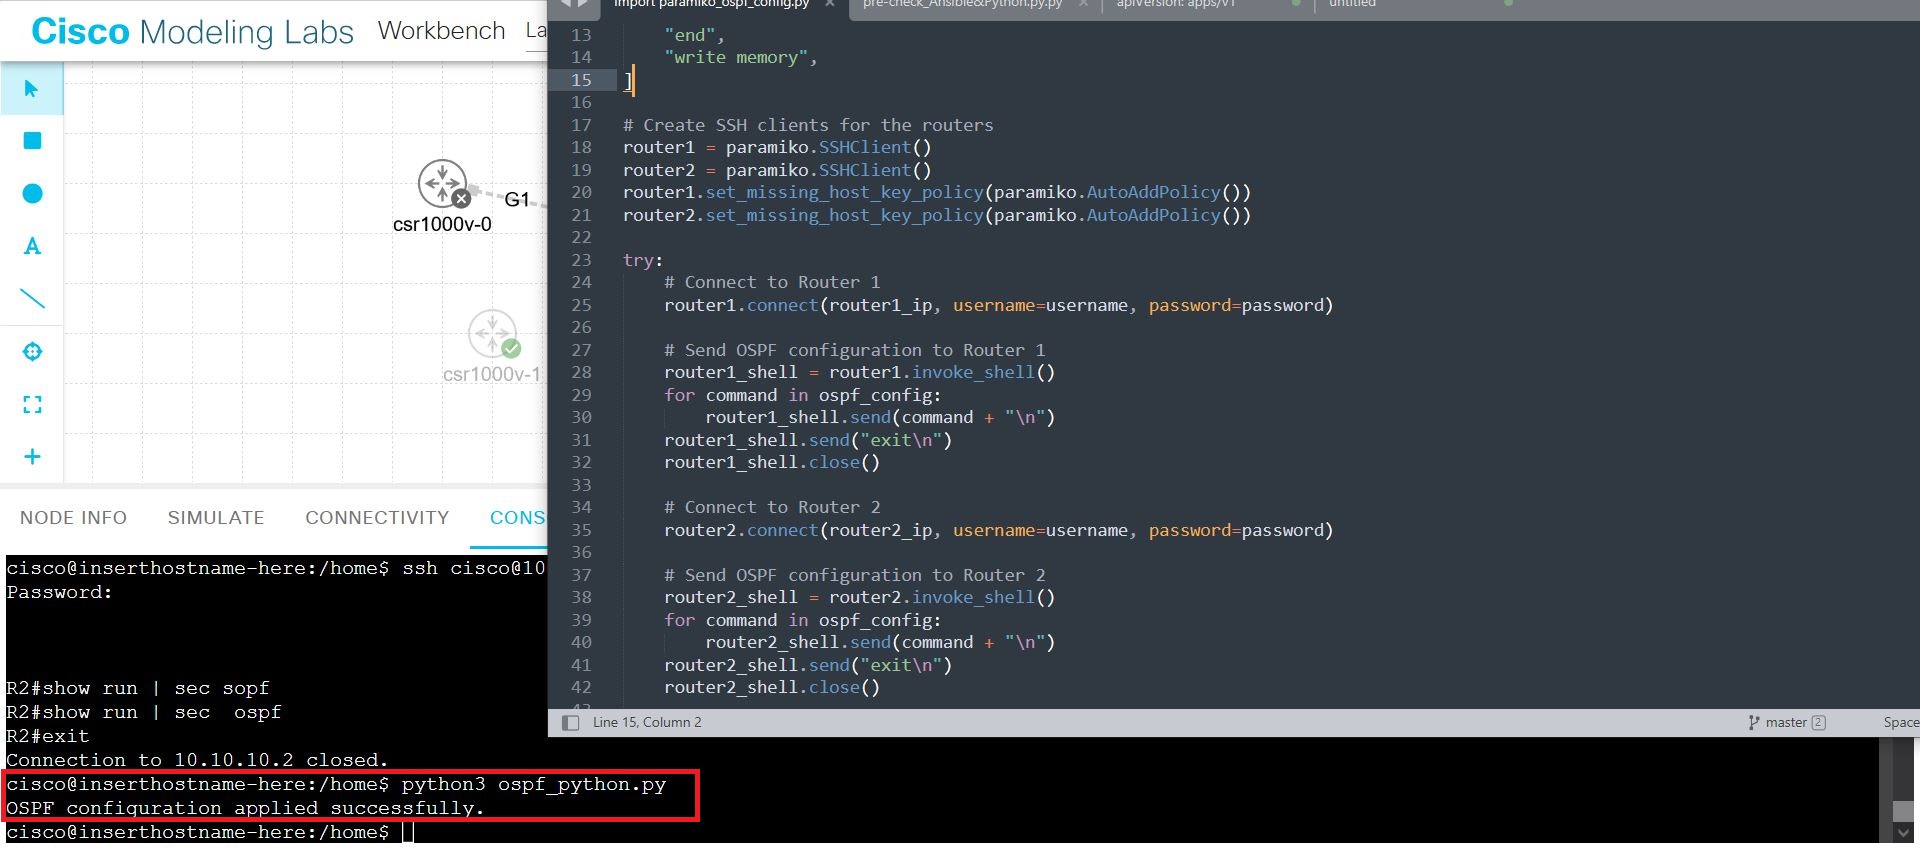 Cisco Modeling Labs Workbench La
G1
csr1000v-0
csr1000v-1
NODE INFO SIMULATE CONNECTIVITY CONS
import paramiko_ospf_config.py × pre-check_Ansible&Python.py.py × apiVersion: apps/v1 untitled
13 "end",
14 "write memory",
15 ]
16
17 # Create SSH clients for the routers
18 router1 = paramiko.SSHClient()
19 router2 = paramiko.SSHClient()
20 router1.set_missing_host_key_policy(paramiko.AutoAddPolicy())
21 router2.set_missing_host_key_policy(paramiko.AutoAddPolicy())
22
23 try:
24 # Connect to Router 1
25 router1.connect(router1_ip, username=username, password=password)
26
27 # Send OSPF configuration to Router 1
28 router1_shell = router1.invoke_shell()
29 for command in ospf_config:
30 router1_shell.send(command + "\n")
31 router1_shell.send("exit\n")
32 router1_shell.close()
33
34 # Connect to Router 2
35 router2.connect(router2_ip, username=username, password=password)
36
37 # Send OSPF configuration to Router 2
38 router2_shell = router2.invoke_shell()
39 for command in ospf_config:
40 router2_shell.send(command + "\n")
41 router2_shell.send("exit\n")
42 router2_shell.close()
Line 15, Column 2 master 2 Space
cisco@inserthostname-here:/home$ ssh cisco@10
Password:
R2#show run | sec sopf
R2#show run | sec  ospf
R2#exit
Connection to 10.10.10.2 closed.
cisco@inserthostname-here:/home$ python3 ospf_python.py
OSPF configuration applied successfully.
cisco@inserthostname-here:/home$